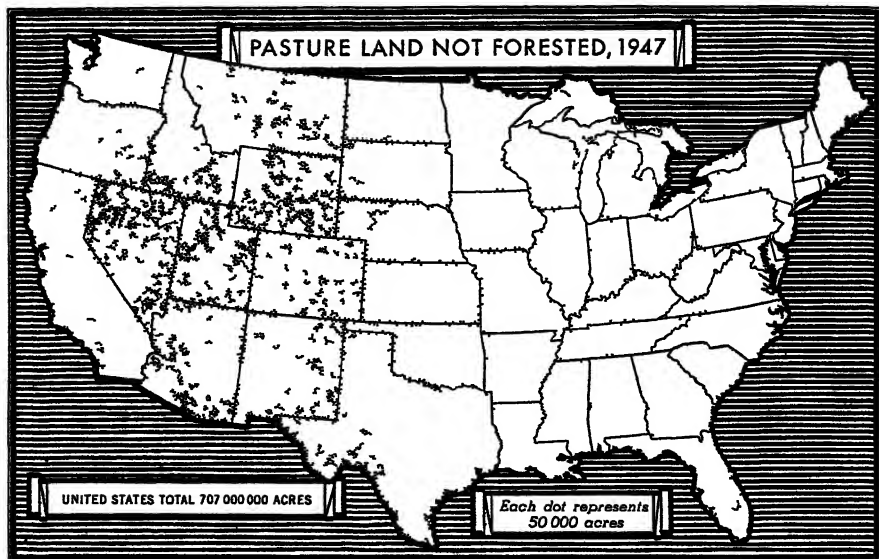 PASTURE LAND NOT FORESTED, 1947
UNITED STATES TOTAL 707 000 000 ACRES
Each dot represents
50 000 acres